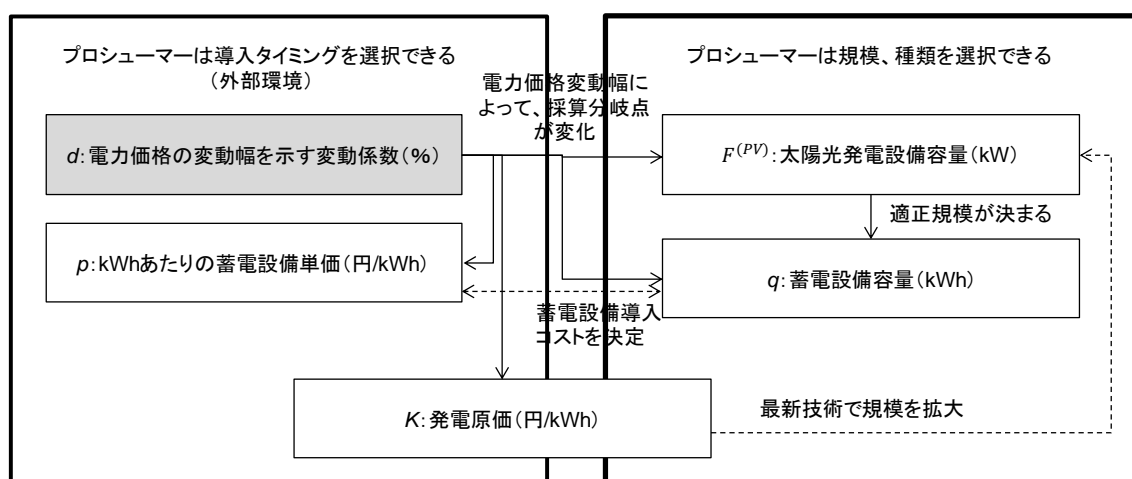 プロシューマーは導入タイミングを選択できる
（外部環境）
d：電力価格の変動幅を示す変動係数（%）
p：kWhあたりの蓄電設備単価（円/kWh）
電力価格変動幅に
よって、採算分岐点
が変化
プロシューマーは規模、種類を選択できる
F^(PV)：太陽光発電設備容量（kW）
適正規模が決まる
q：蓄電設備容量（kWh）
蓄電設備導入
コストを決定
K：発電原価（円/kWh）
最新技術で規模を拡大